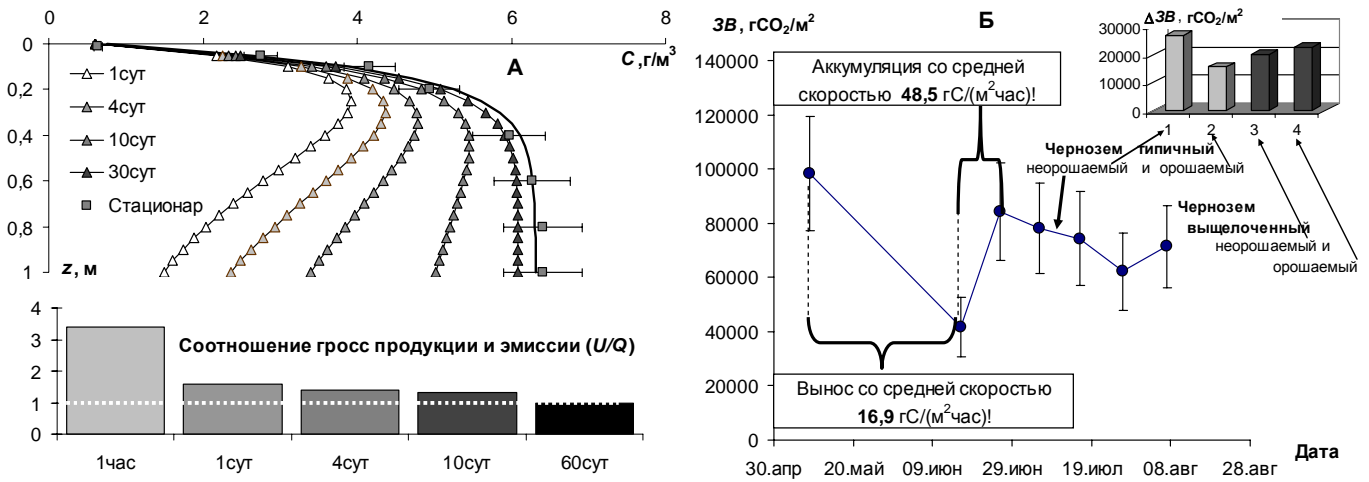 0 2 4 6 8
С,г/м³
А
0
0,2
0,4
0,6
0,8
1
z, м
1сут
4сут
10сут
30сут
Стационар
4
3
2
1
0
Соотношение гросс продукции и эмиссии (U/Q)
1час 1сут 4сут 10сут 60сут
Б
ЗВ, гCO₂/м²
140000
120000
100000
80000
60000
40000
20000
0
Аккумуляция со средней
скоростью 48,5 гС/(м²час)!
Вынос со средней скоростью
16,9 гС/(м²час)!
30.апр 20.май 09.июн 29.июн 19.июл 08.авг 28.авг
Дата
ΔЗВ, гCO₂/м²
30000
20000
10000
0
1 2 3 4
Чернозем типичный
неорошаемый и орошаемый
Чернозем
выщелоченный
неорошаемый и
орошаемый